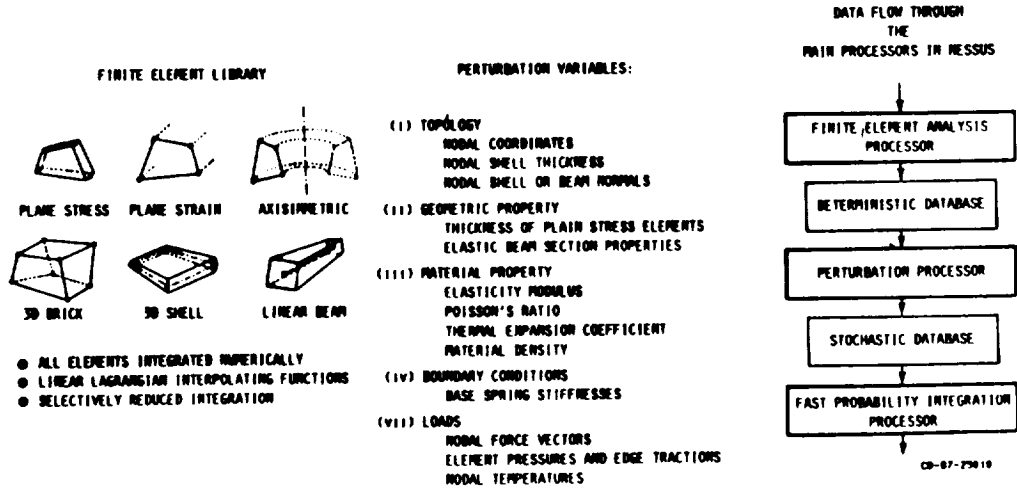 FINITE ELEMENT LIBRARY
PLANE STRESS
PLANE STRAIN
AXISIMMETRIC
3D BRICK
3D SHELL
LINEAR BEAM
● ALL ELEMENTS INTEGRATED NUMERICALLY
● LINEAR LAGRANGIAN INTERPOLATING FUNCTIONS
● SELECTIVELY REDUCED INTEGRATION
PERTURBATION VARIABLES:
(i) TOPOLOGY
NODAL COORDINATES
NODAL SHELL THICKNESS
NODAL SHELL OR BEAM NORMALS
(ii) GEOMETRIC PROPERTY
THICKNESS OF PLAIN STRESS ELEMENTS
ELASTIC BEAM SECTION PROPERTIES
(iii) MATERIAL PROPERTY
ELASTICITY MODULUS
POISSON'S RATIO
THERMAL EXPANSION COEFFICIENT
MATERIAL DENSITY
(iv) BOUNDARY CONDITIONS
BASE SPRING STIFFNESSES
(vii) LOADS
NODAL FORCE VECTORS
ELEMENT PRESSURES AND EDGE TRACTIONS
NODAL TEMPERATURES
DATA FLOW THROUGH
THE
MAIN PROCESSORS IN NESSUS
FINITE ELEMENT ANALYSIS
PROCESSOR
DETERMINISTIC DATABASE
PERTURBATION PROCESSOR
STOCHASTIC DATABASE
FAST PROBABILITY INTEGRATION
PROCESSOR